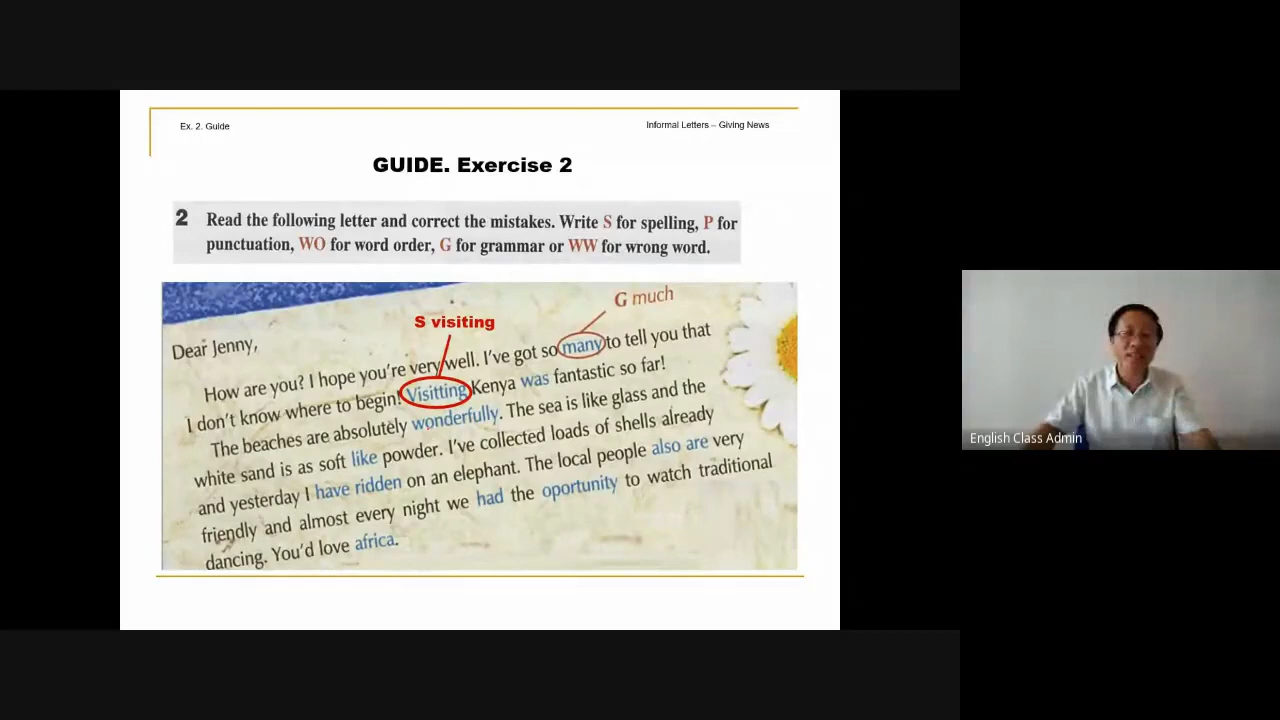 Ex. 2. Guide
Informal Letters – Giving News
GUIDE. Exercise 2
2 Read the following letter and correct the mistakes. Write S for spelling, P for
punctuation, WO for word order, G for grammar or WW for wrong word.
G much
S visiting
Dear Jenny,
How are you? I hope you're very well. I've got so many to tell you that
I don't know where to begin! Visitting Kenya was fantastic so far!
The beaches are absolutely wonderfully. The sea is like glass and the
white sand is as soft like powder. I've collected loads of shells already
and yesterday I have ridden on an elephant. The local people also are very
friendly and almost every night we had the oportunity to watch traditional
dancing. You'd love africa.
English Class Admin